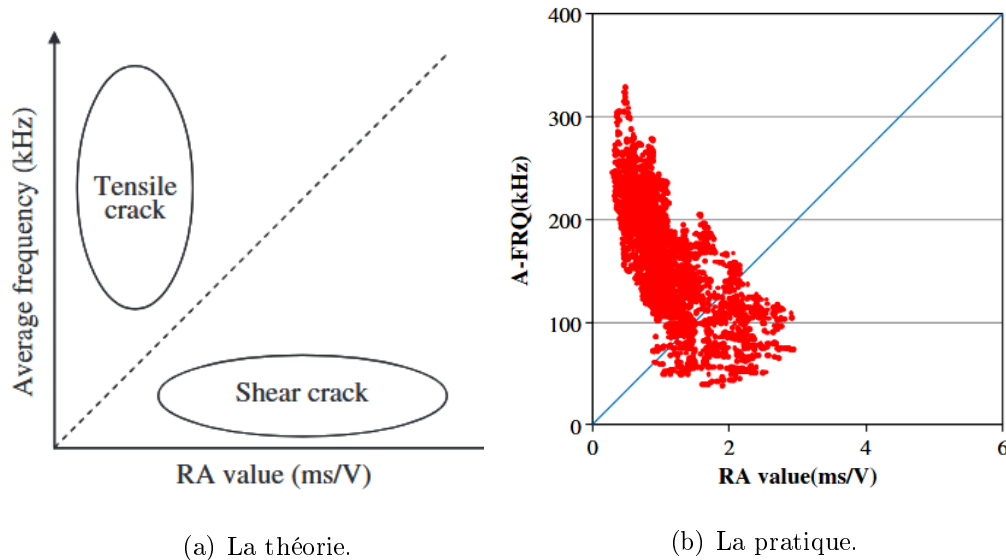 Average frequency (kHz)
Tensile
crack
Shear crack
RA value (ms/V)
(a) La théorie.
A-FRQ(kHz)
400
300
200
100
0
0 2 4 6
RA value(ms/V)
(b) La pratique.